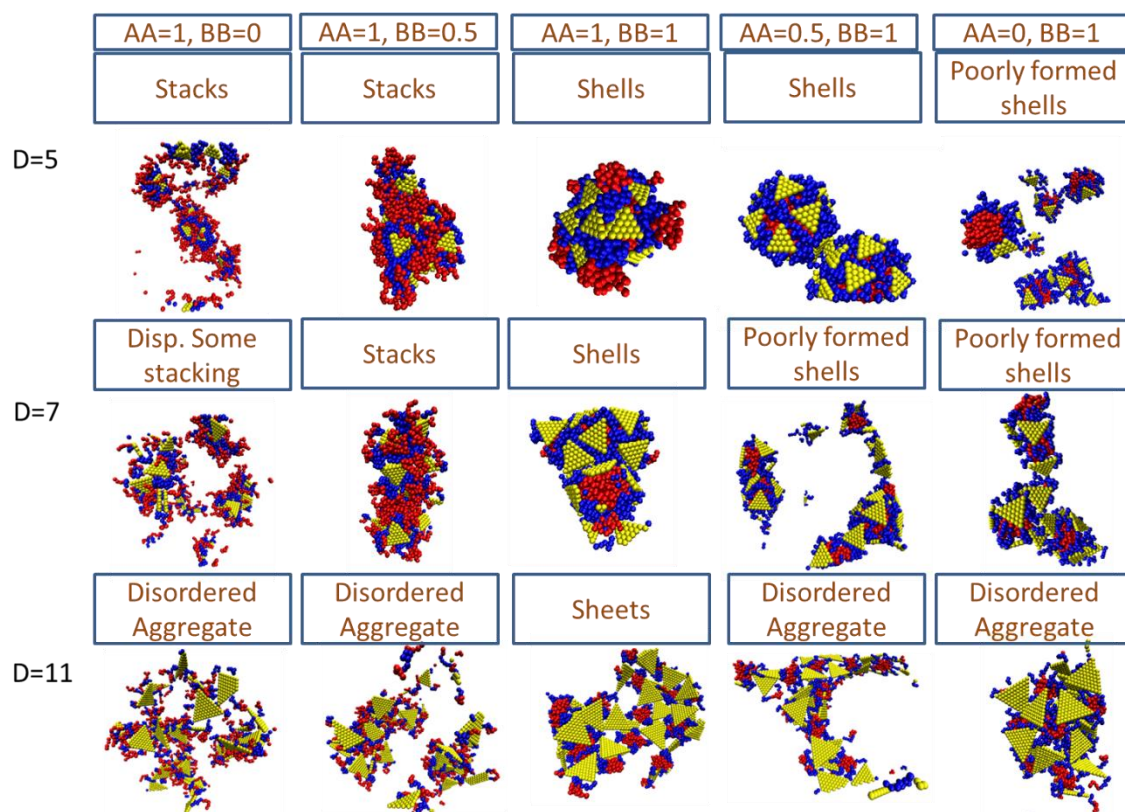 AA=1, BB=0
AA=1, BB=0.5
AA=1, BB=1
AA=0.5, BB=1
AA=0, BB=1
Stacks
Stacks
Shells
Shells
Poorly formed
shells
D=5
Disp. Some
stacking
Stacks
Shells
Poorly formed
shells
Poorly formed
shells
D=7
Disordered
Aggregate
Disordered
Aggregate
Sheets
Disordered
Aggregate
Disordered
Aggregate
D=11